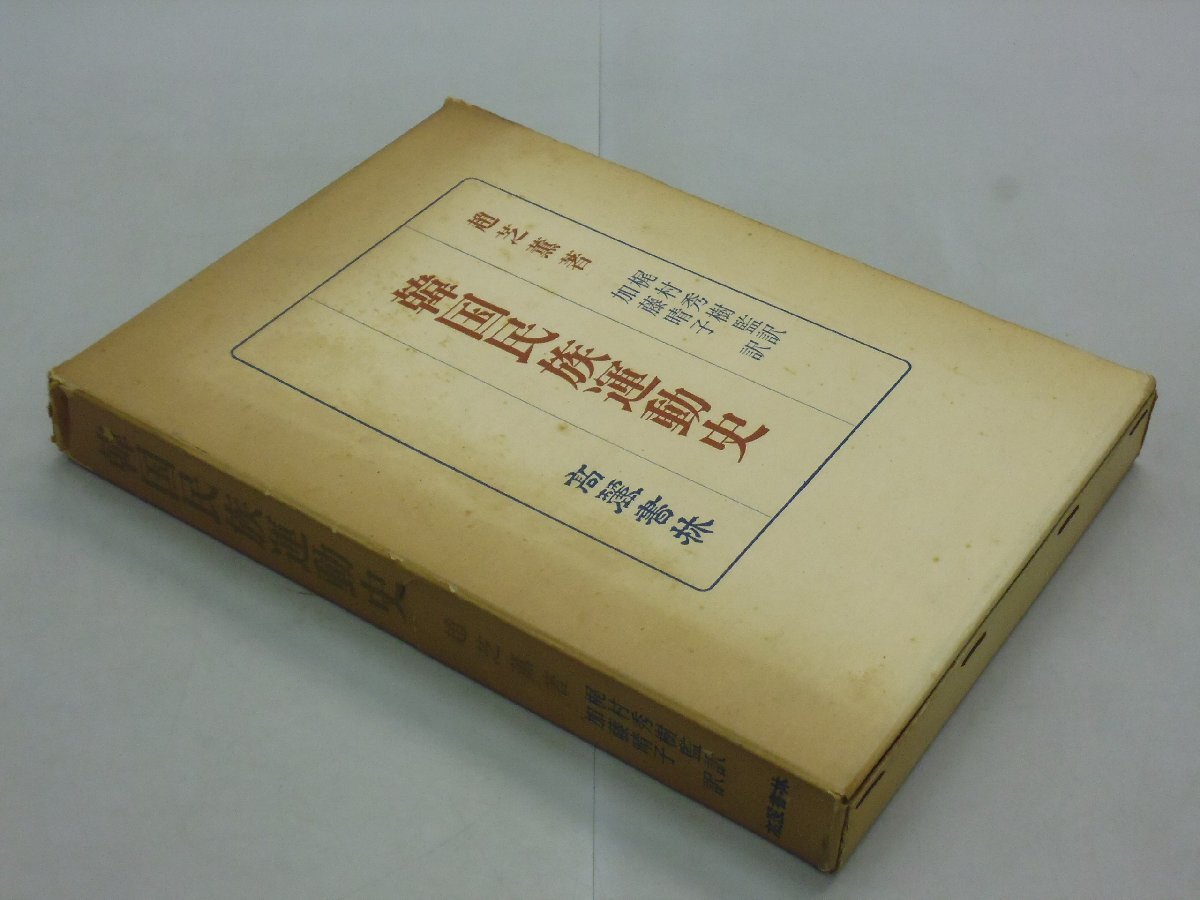 趙芝薫著
梶村秀樹監訳
加藤晴子訳
韓国民族運動史
高麗書林
韓国民族運動史
趙芝薫著
梶村秀樹監訳
加藤晴子訳
高麗書林